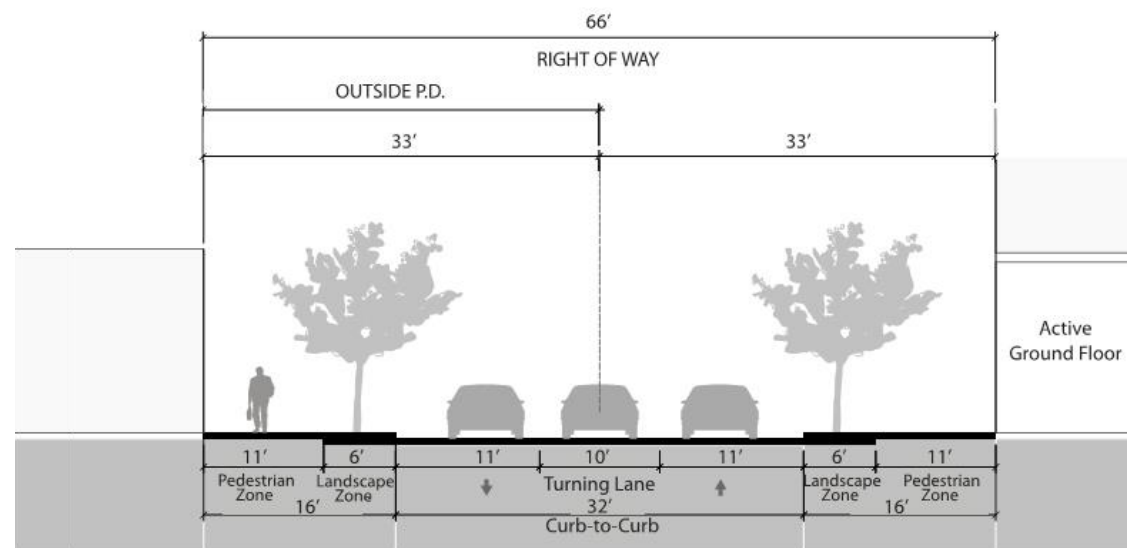 66′
RIGHT OF WAY
OUTSIDE P.D.
33′ 33′
Active
Ground Floor
11′ 6′ 11′ 10′ 11′ 6′ 11′
Pedestrian Zone
Landscape Zone
Turning Lane
Landscape Zone
Pedestrian Zone
16′ 32′ 16′
Curb-to-Curb